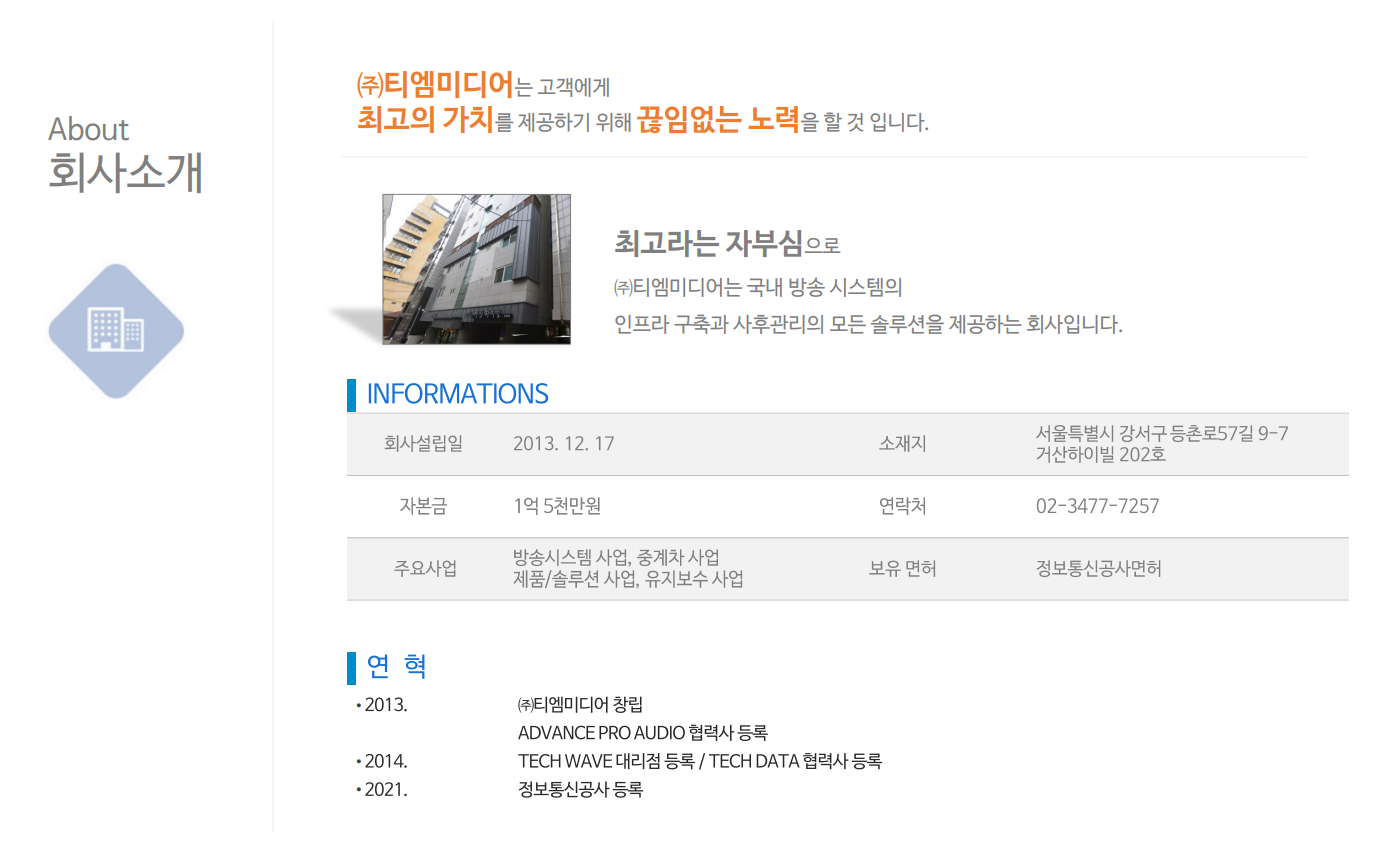 About
회사소개
㈜티엠미디어는 고객에게
최고의 가치를 제공하기 위해 끊임없는 노력을 할 것 입니다.
최고라는 자부심으로
㈜티엠미디어는 국내 방송 시스템의
인프라 구축과 사후관리의 모든 솔루션을 제공하는 회사입니다.
INFORMATIONS
회사설립일 2013. 12. 17 소재지 서울특별시 강서구 등촌로57길 9-7
거산하이빌 202호
자본금 1억 5천만원 연락처 02-3477-7257
주요사업 방송시스템 사업, 중계차 사업
제품/솔루션 사업, 유지보수 사업
보유 면허 정보통신공사면허
연 혁
• 2013. ㈜티엠미디어 창립
ADVANCE PRO AUDIO 협력사 등록
• 2014. TECH WAVE 대리점 등록 / TECH DATA 협력사 등록
• 2021. 정보통신공사 등록